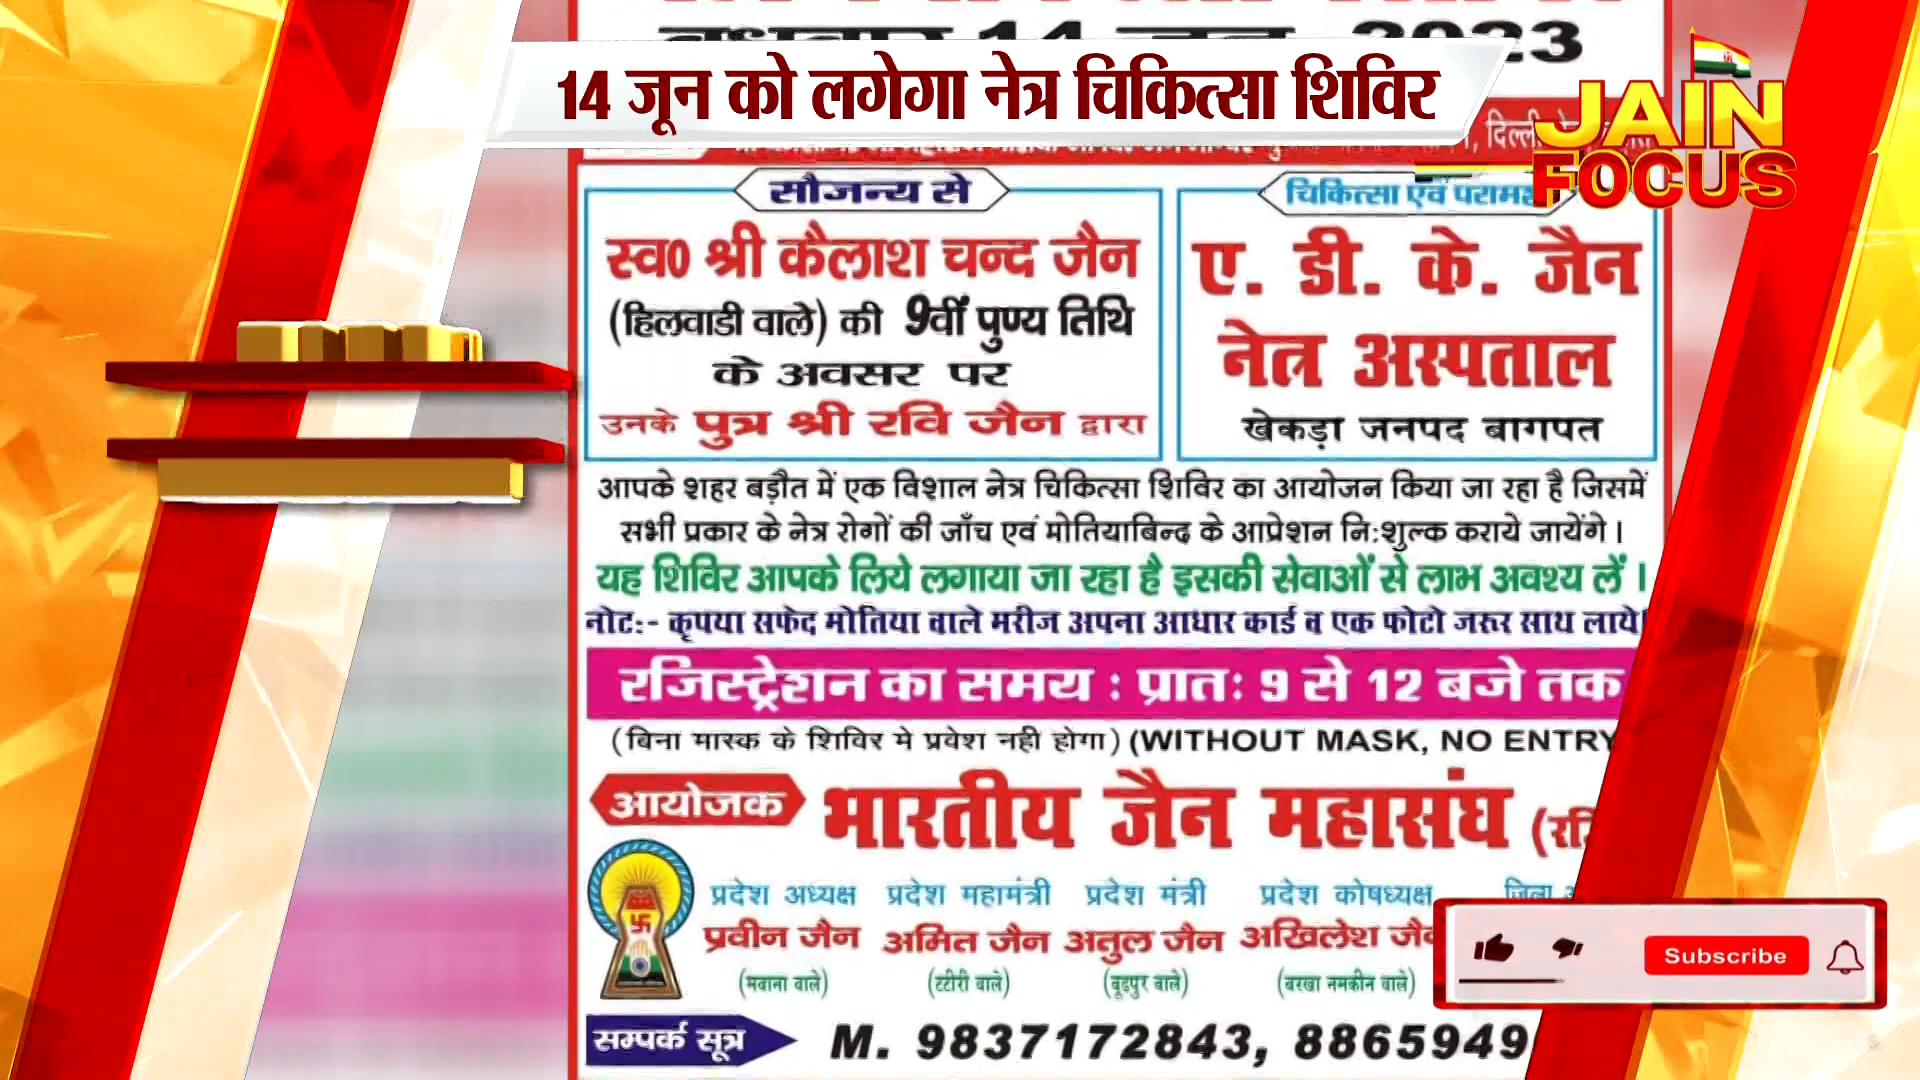 14 जून को लगेगा नेत्र चिकित्सा शिविर
JAIN
FOCUS
सौजन्य से
स्व0 श्री कैलाश चन्द जैन
(हिलवाडी वाले) की 9वीं पुण्य तिथि
के अवसर पर
उनके पुत्र श्री रवि जैन द्वारा
चिकित्सा एवं
ए. डी. के. जैन
नेत्र अस्पताल
खेकड़ा जनपद बागपत
आपके शहर बड़ौत में एक विशाल नेत्र चिकित्सा शिविर का आयोजन किया जा रहा है जिसमें
सभी प्रकार के नेत्र रोगों की जाँच एवं मोतियाबिन्द के आप्रेशन नि:शुल्क कराये जायेंगे।
यह शिविर आपके लिये लगाया जा रहा है इसकी सेवाओं से लाभ अवश्य लें।
नोट:- कृपया सफेद मोतिया वाले मरीज अपना आधार कार्ड व एक फोटो जरूर साथ लाये।
रजिस्ट्रेशन का समय : प्रातः 9 से 12 बजे तक
(बिना मास्क के शिविर मे प्रवेश नही होगा) (WITHOUT MASK, NO ENTRY
आयोजक
भारतीय जैन महासंघ
प्रदेश अध्यक्ष प्रदेश महामंत्री प्रदेश मंत्री प्रदेश कोषध्यक्ष जिला
प्रवीन जैन अमित जैन अतुल जैन अखिलेश
(मवाना वाले) (टटीरी वाले) (बूढपुर वाले) (बरखा नमकीन वाले)
Subscribe
सम्पर्क सूत्र
M. 9837172843, 8865949